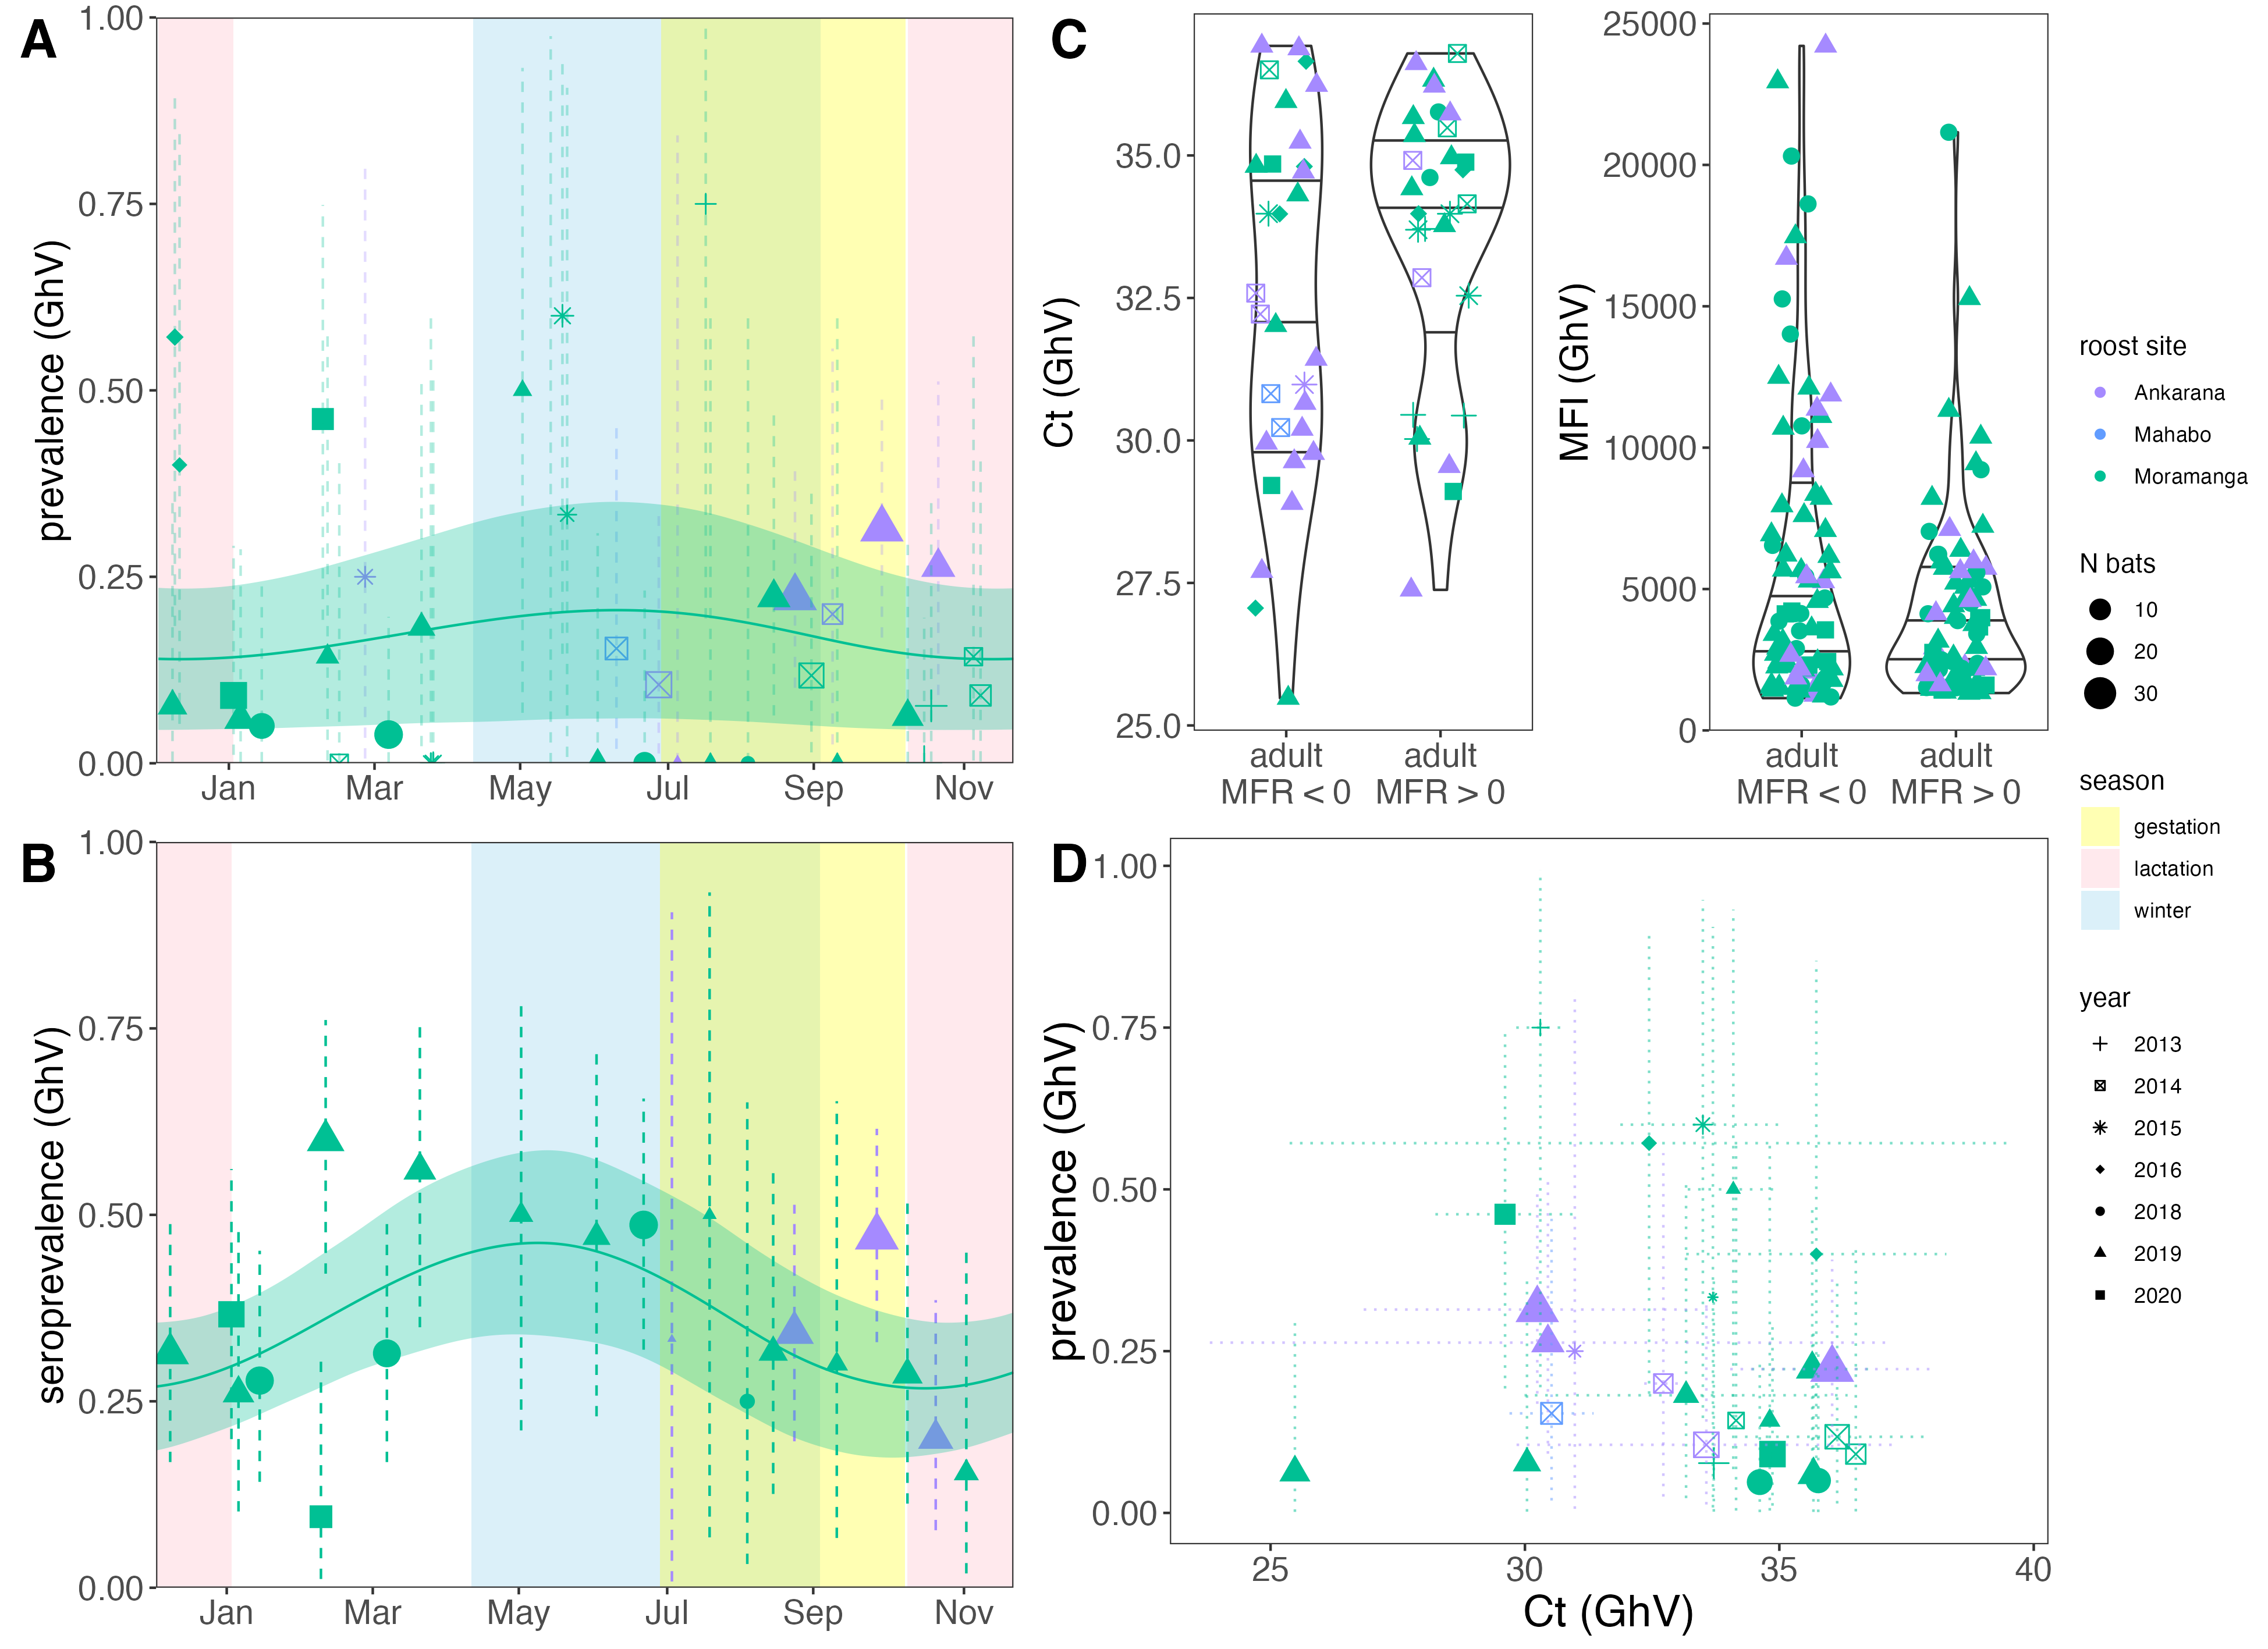 A
1.00
0.75
0.50
0.25
0.00
prevalence (GhV)
Jan Mar May Jul Sep Nov
B
1.00
0.75
0.50
0.25
0.00
seroprevalence (GhV)
Jan Mar May Jul Sep Nov
C
35.0
32.5
30.0
27.5
25.0
Ct (GhV)
adult adult
MFR < 0 MFR > 0
25000
20000
15000
10000
5000
0
MFI (GhV)
adult adult
MFR < 0 MFR > 0
D
1.00
0.75
0.50
0.25
0.00
prevalence (GhV)
25 30 35 40
Ct (GhV)
roost site
Ankarana
Mahabo
Moramanga
N bats
10
20
30
season
gestation
lactation
winter
year
2013
2014
2015
2016
2018
2019
2020